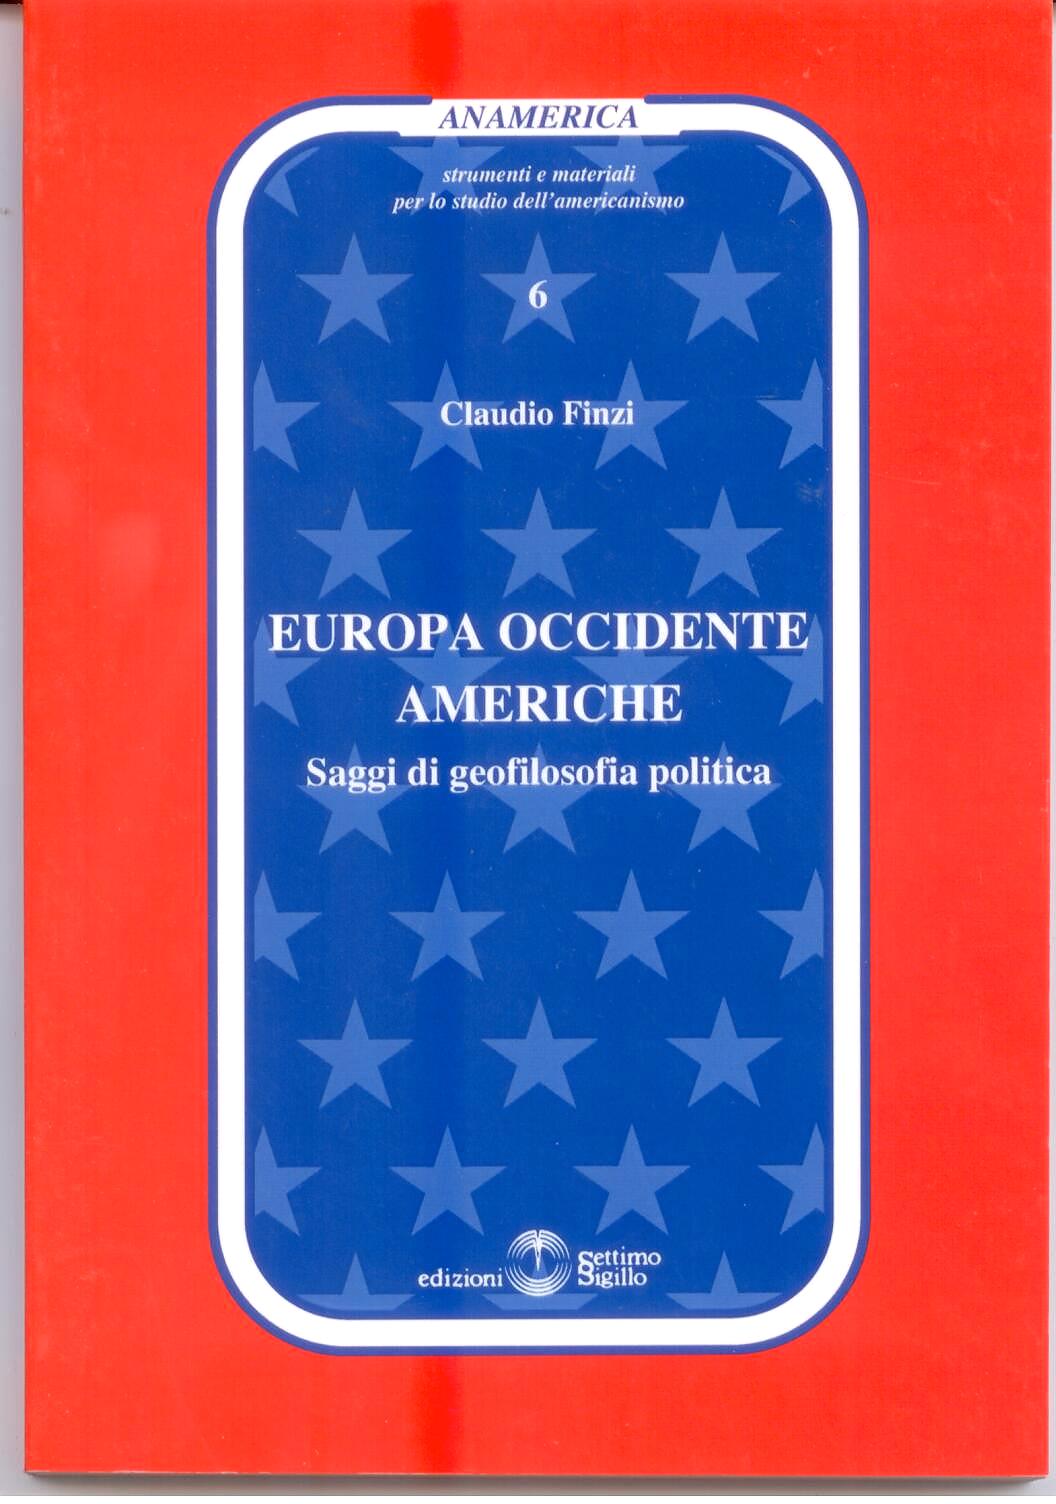 ANAMERICA
strumenti e materiali
per lo studio dell'americanismo
6
Claudio Finzi
EUROPA OCCIDENTE
AMERICHE
Saggi di geofilosofia politica
edizioni Settimo
Sigillo